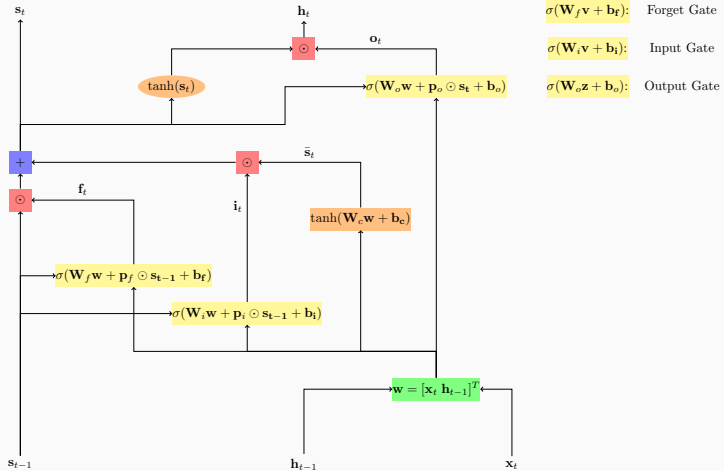 s_t
h_t
σ(W_f v + b_f): Forget Gate
o_t
⊙
σ(W_i v + b_i): Input Gate
tanh(s_t)
σ(W_o w + p_o ⊙ s_t + b_o)
σ(W_o z + b_o): Output Gate
s̄_t
+
⊙
f_t
⊙
i_t
tanh(W_c w + b_c)
σ(W_f w + p_f ⊙ s_{t-1} + b_f)
σ(W_i w + p_i ⊙ s_{t-1} + b_i)
w = [x_t h_{t-1}]^T
s_{t-1}
h_{t-1}
x_t